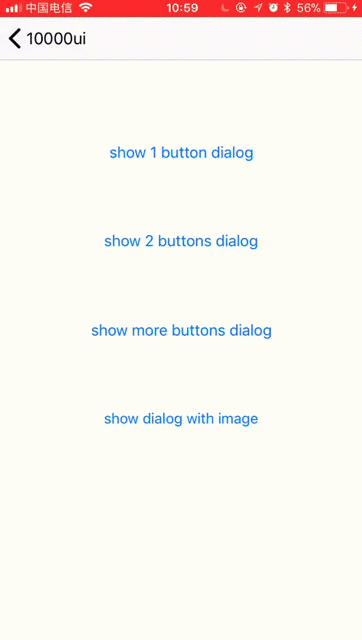 中国电信 10:59 56%
10000ui
show 1 button dialog
show 2 buttons dialog
show more buttons dialog
show dialog with image